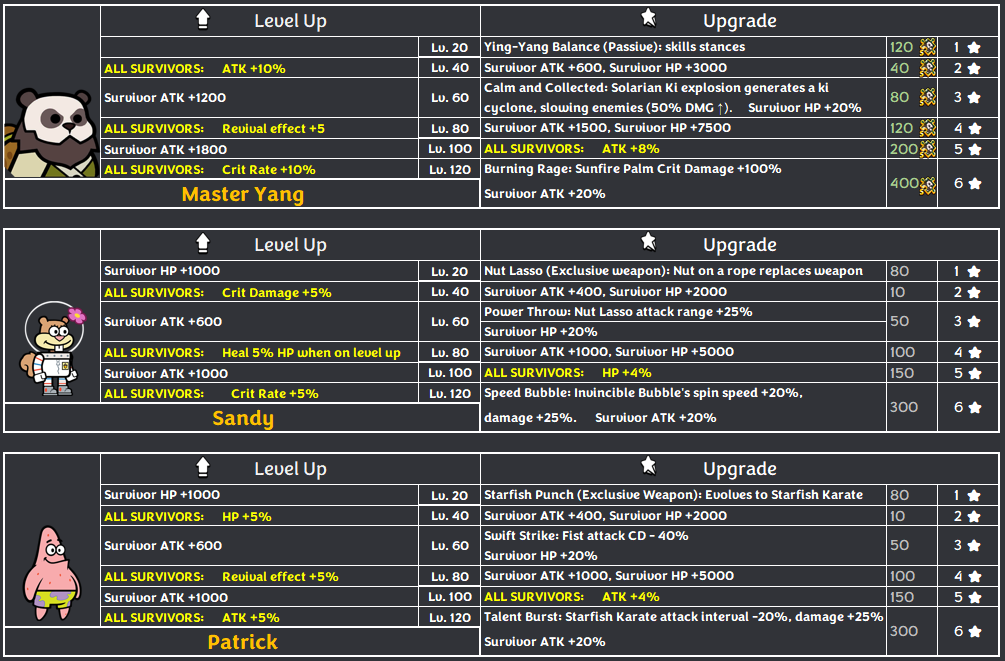 Level Up Upgrade
Lv. 20 Ying-Yang Balance (Passive): skills stances 120 1
ALL SURVIVORS: ATK +10% Lv. 40 Survivor ATK +600, Survivor HP +3000 40 2
Survivor ATK +1200 Lv. 60 Calm and Collected: Solarian Ki explosion generates a ki 80 3
cyclone, slowing enemies (50% DMG ↑). Survivor HP +20%
ALL SURVIVORS: Revival effect +5 Lv. 80 Survivor ATK +1500, Survivor HP +7500 120 4
Survivor ATK +1800 Lv. 100 ALL SURVIVORS: ATK +8% 200 5
ALL SURVIVORS: Crit Rate +10% Lv. 120 Burning Rage: Sunfire Palm Crit Damage +100% 400 6
Master Yang Survivor ATK +20%
Level Up Upgrade
Survivor HP +1000 Lv. 20 Nut Lasso (Exclusive weapon): Nut on a rope replaces weapon 80 1
ALL SURVIVORS: Crit Damage +5% Lv. 40 Survivor ATK +400, Survivor HP +2000 10 2
Survivor ATK +600 Lv. 60 Power Throw: Nut Lasso attack range +25% 50 3
Survivor HP +20%
ALL SURVIVORS: Heal 5% HP when on level up Lv. 80 Survivor ATK +1000, Survivor HP +5000 100 4
Survivor ATK +1000 Lv. 100 ALL SURVIVORS: HP +4% 150 5
ALL SURVIVORS: Crit Rate +5% Lv. 120 Speed Bubble: Invincible Bubble's spin speed +20%, 300 6
Sandy damage +25%. Survivor ATK +20%
Level Up Upgrade
Survivor HP +1000 Lv. 20 Starfish Punch (Exclusive Weapon): Evolves to Starfish Karate 80 1
ALL SURVIVORS: HP +5% Lv. 40 Survivor ATK +400, Survivor HP +2000 10 2
Survivor ATK +600 Lv. 60 Swift Strike: Fist attack CD - 40% 50 3
Survivor HP +20%
ALL SURVIVORS: Revival effect +5% Lv. 80 Survivor ATK +1000, Survivor HP +5000 100 4
Survivor ATK +1000 Lv. 100 ALL SURVIVORS: ATK +4% 150 5
ALL SURVIVORS: ATK +5% Lv. 120 Talent Burst: Starfish Karate attack interval -20%, damage +25% 300 6
Patrick Survivor ATK +20%